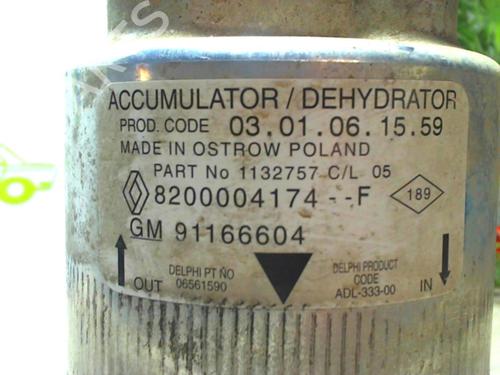 ACCUMULATOR / DEHYDRATOR
PROD. CODE 03.01.06.15.59
MADE IN OSTROW POLAND
PART No 1132757 C/L 05
8200004174--F 189
GM 91166604
OUT DELPHI PT ÑO 06561590
DELPHI PRODUCT CODE ADL-333-00 IN